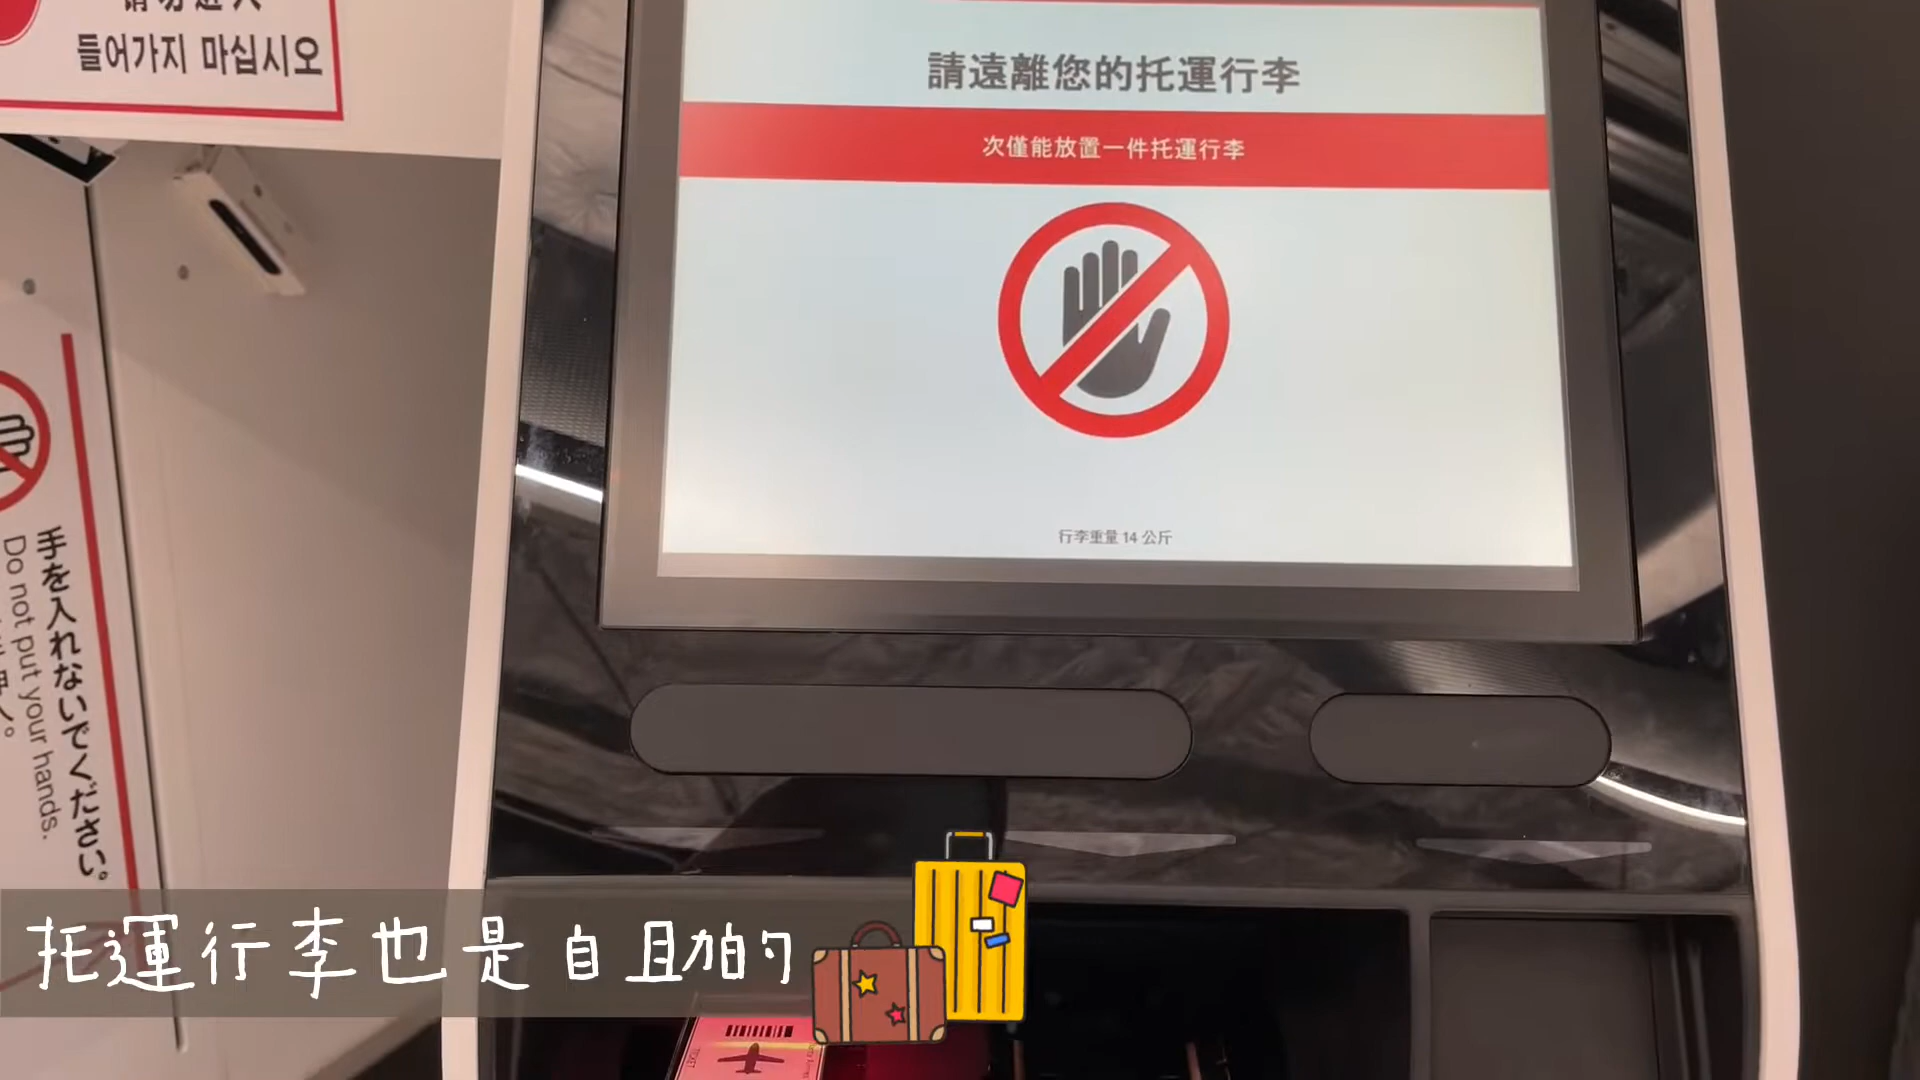 들어가지 마십시오
請遠離您的托運行李
次僅能放置一件托運行李
行李重量 14 公斤
手を入れないでください。
Do not put your hands.
托運行李也是自助的
TICKET